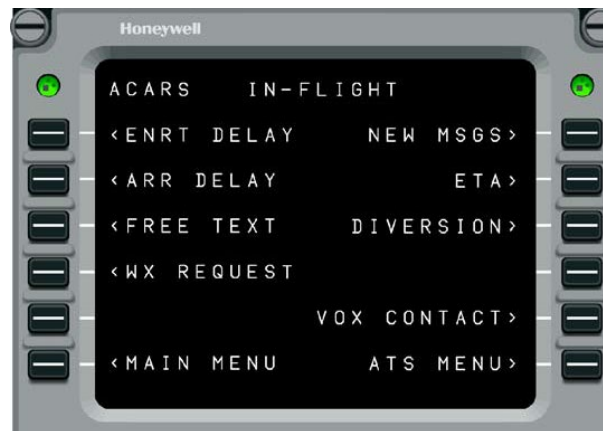 Honeywell
ACARS IN-FLIGHT
<ENRT DELAY NEW MSGS>
<ARR DELAY ETA>
<FREE TEXT DIVERSION>
<WX REQUEST
VOX CONTACT>
<MAIN MENU ATS MENU>